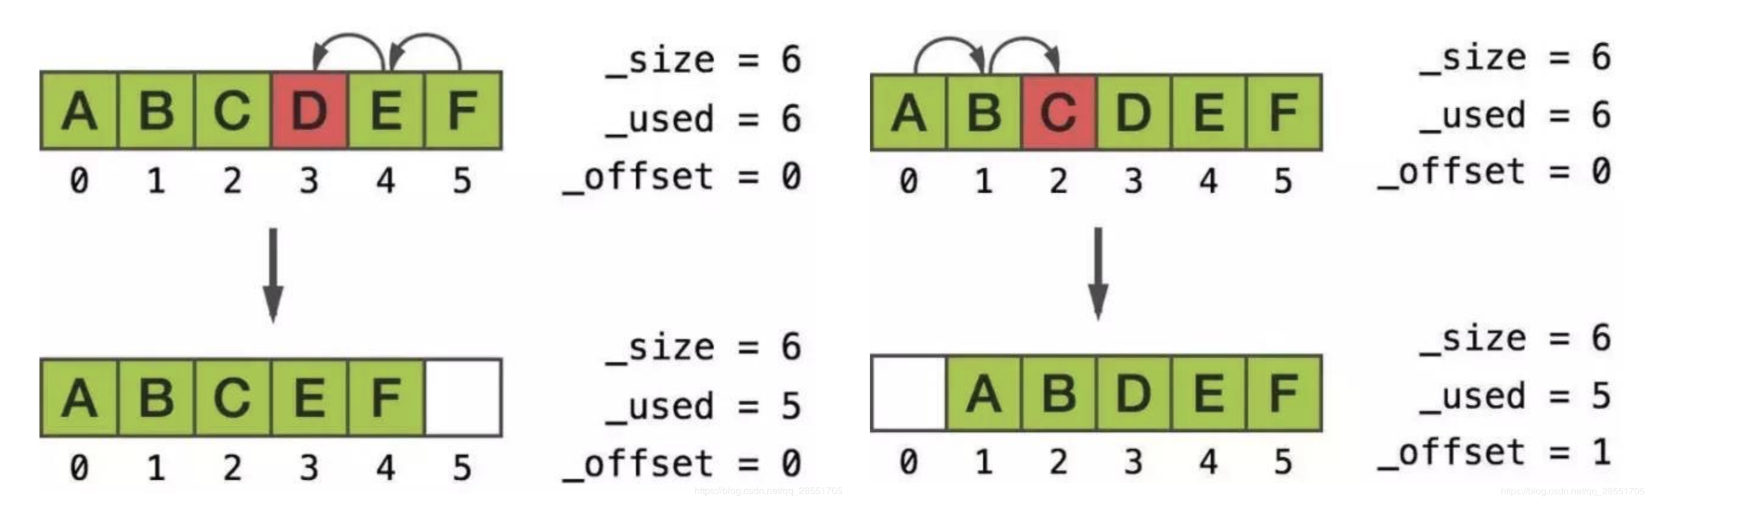 A B C D E F
0 1 2 3 4 5
_size = 6
_used = 6
_offset = 0
A B C E F
0 1 2 3 4 5
_size = 6
_used = 5
_offset = 0
A B C D E F
0 1 2 3 4 5
_size = 6
_used = 6
_offset = 0
A B D E F
0 1 2 3 4 5
_size = 6
_used = 5
_offset = 1